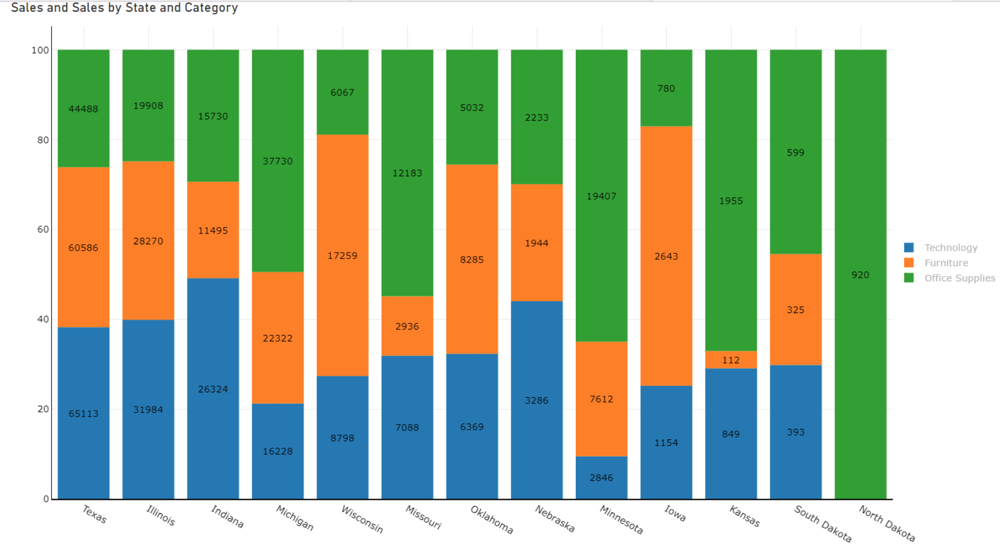 Sales and Sales by State and Category
100
80
60
40
20
0
44488
19908
15730
37730
6067
12183
5032
2233
19407
780
1955
599
920
60586
28270
11495
22322
17259
2936
8285
1944
7612
2643
112
325
65113
31984
26324
16228
8798
7088
6369
3286
2846
1154
849
393
Texas
Illinois
Indiana
Michigan
Wisconsin
Missouri
Oklahoma
Nebraska
Minnesota
Iowa
Kansas
South Dakota
North Dakota
Technology
Furniture
Office Supplies